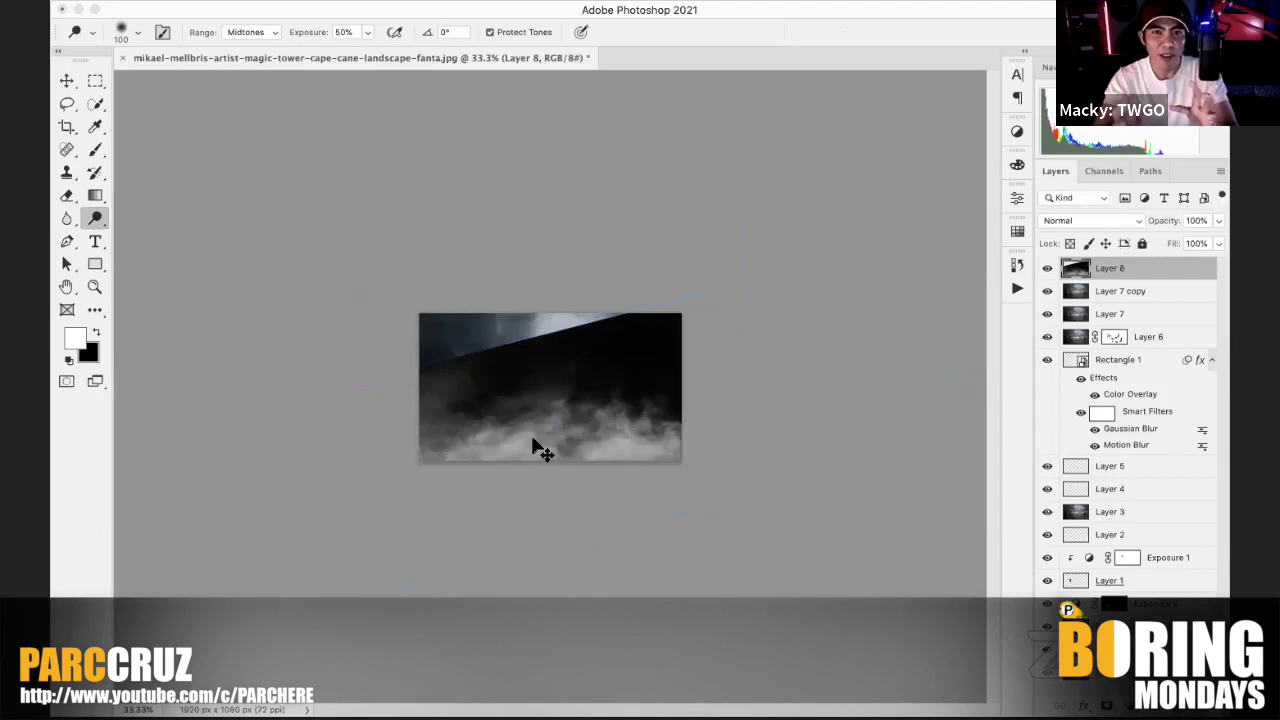 Adobe Photoshop 2021
100
Range: Midtones
Exposure: 50%
0°
Protect Tones
mikael-mellbris-artist-magic-tower-cape-cane-landscape-fanta.jpg @ 33.3% (Layer 8, RGB/8#) *
Macky: TWGO
Layers
Channels
Paths
Kind
Normal
Opacity: 100%
Lock:
Fill: 100%
Layer 8
Layer 7 copy
Layer 7
Layer 6
Rectangle 1
fx
Effects
Color Overlay
Smart Filters
Gaussian Blur
Motion Blur
Layer 5
Layer 4
Layer 3
Layer 2
Exposure 1
Layer 1
PARCCRUZ
http://www.youtube.com/c/PARCHERE
P
BORING
MONDAYS
33.33%
1920 px x 1080 px (72 ppi)